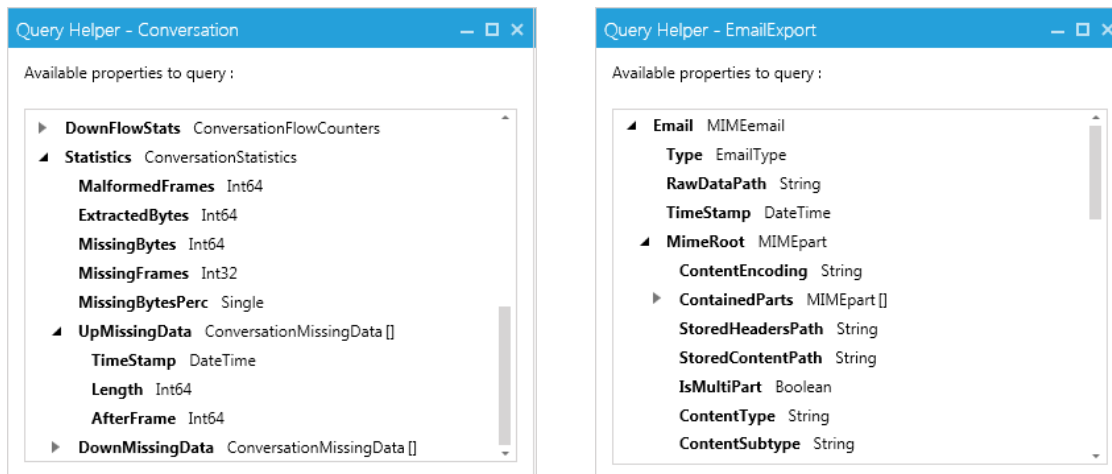 Query Helper - Conversation
Available properties to query :
DownFlowStats ConversationFlowCounters
Statistics ConversationStatistics
MalformedFrames Int64
ExtractedBytes Int64
MissingBytes Int64
MissingFrames Int32
MissingBytesPerc Single
UpMissingData ConversationMissingData []
TimeStamp DateTime
Length Int64
AfterFrame Int64
DownMissingData ConversationMissingData []
Query Helper - EmailExport
Available properties to query :
Email MIMEemail
Type EmailType
RawDataPath String
TimeStamp DateTime
MimeRoot MIMEpart
ContentEncoding String
ContainedParts MIMEpart []
StoredHeadersPath String
StoredContentPath String
IsMultiPart Boolean
ContentType String
ContentSubtype String